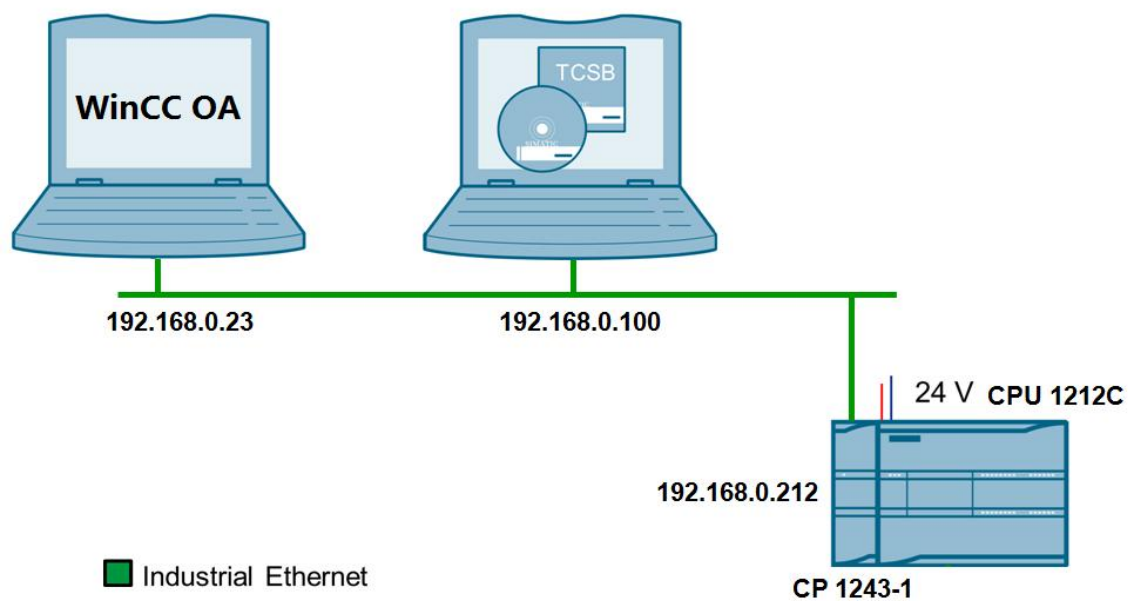 WinCC OA
TCSB
SIMATIC
192.168.0.23
192.168.0.100
24 V
CPU 1212C
192.168.0.212
Industrial Ethernet
CP 1243-1